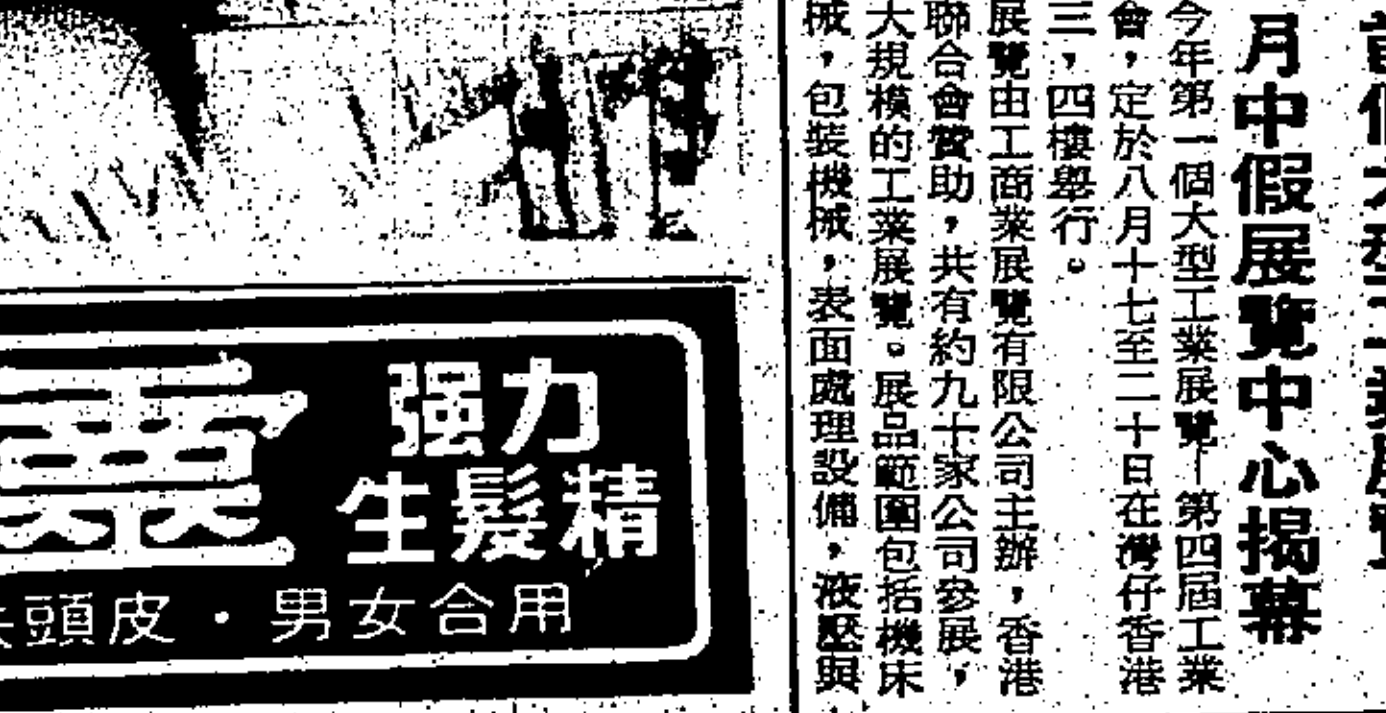 月中假展覽中心揭幕
今年第一個大型工業展覽—第四屆工業
會，定於八月十七至二十日在灣仔香港
三，四樓舉行。
展覽由工商業展覽有限公司主辦，香港
聯合會贊助，共有約九十家公司參展，
大規模的工業展覽。展品範圍包括機床
械，包裝機械，表面處理設備，液壓與
靈
强力
生髮精
頭皮・男女合用